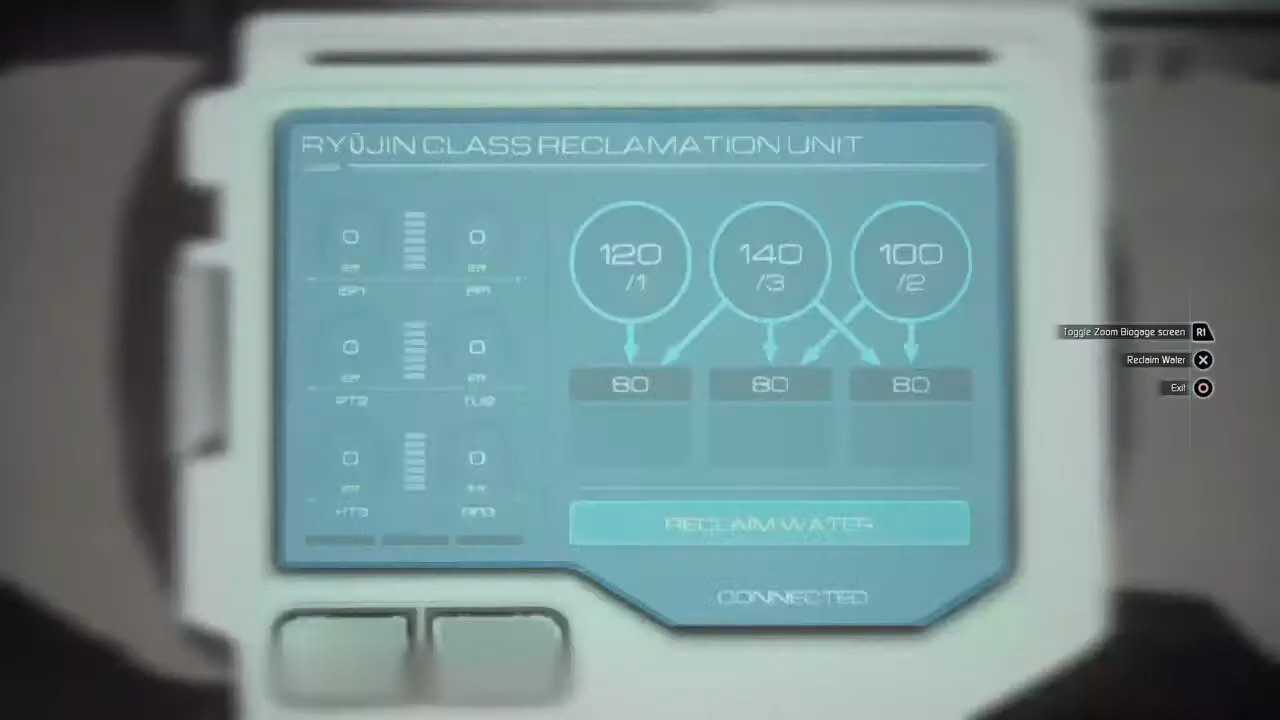 RYŪJIN CLASS RECLAMATION UNIT
0 0
0 0
0 0
120 140 100
/1 /3 /2
80 80 80
RECLAIM WATER
CONNECTED
Toggle Zoom Biogage screen R1
Reclaim Water
Exit